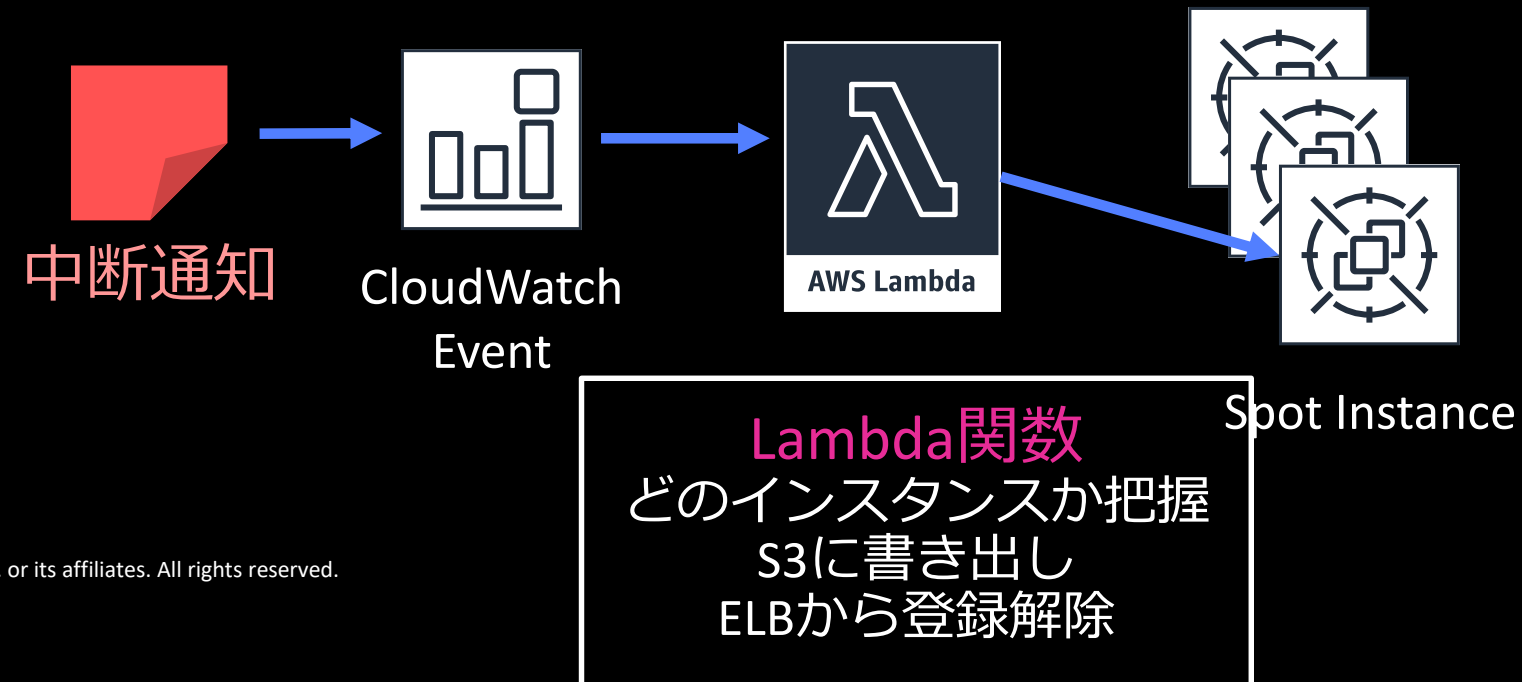 中断通知
CloudWatch
Event
AWS Lambda
Spot Instance
Lambda関数
どのインスタンスか把握
S3に書き出し
ELBから登録解除
or its affiliates. All rights reserved.